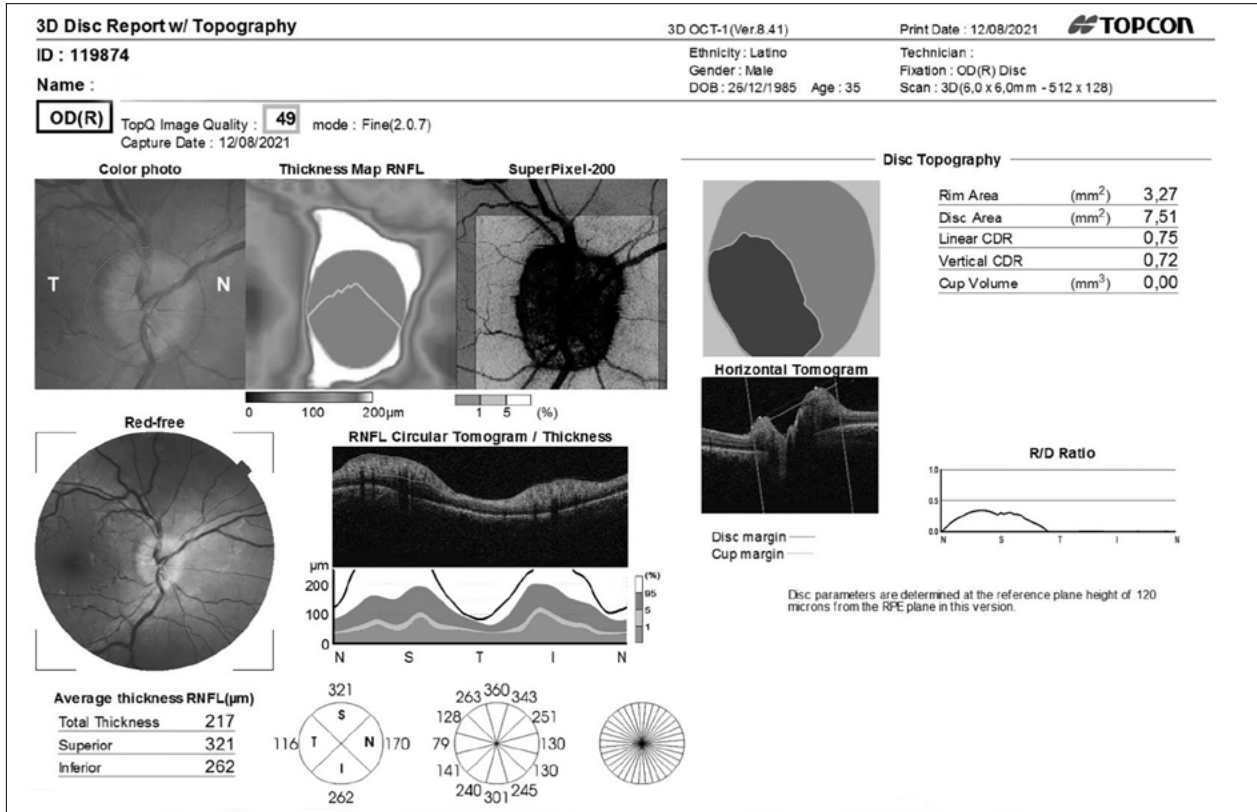 3D Disc Report w/ Topography
3D OCT-1(Ver.8.41)
Print Date : 12/08/2021
TOPCON
ID : 119874
Ethnicity : Latino
Technician :
Gender : Male
Fixation : OD(R) Disc
Name :
DOB : 26/12/1985 Age : 35
Scan : 3D(6,0 x 6,0mm - 512 x 128)
OD(R)
TopQ Image Quality : 49 mode : Fine(2.0.7)
Capture Date : 12/08/2021
Color photo
Thickness Map RNFL
SuperPixel-200
T N
0 100 200µm
1 5 (%)
Disc Topography
Rim Area (mm²) 3,27
Disc Area (mm²) 7,51
Linear CDR 0,75
Vertical CDR 0,72
Cup Volume (mm³) 0,00
Horizontal Tomogram
Disc margin
Cup margin
R/D Ratio
1.0
0.5
0.0
N S T I N
Disc parameters are determined at the reference plane height of 120
microns from the RPE plane in this version.
Red-free
RNFL Circular Tomogram / Thickness
µm
200
100
0
(%)
95
5
1
N S T I N
Average thickness RNFL(µm)
Total Thickness 217
Superior 321
Inferior 262
321
S
116 T N 170
I
262
263 360 343
128 251
79 130
141 130
240 301 245